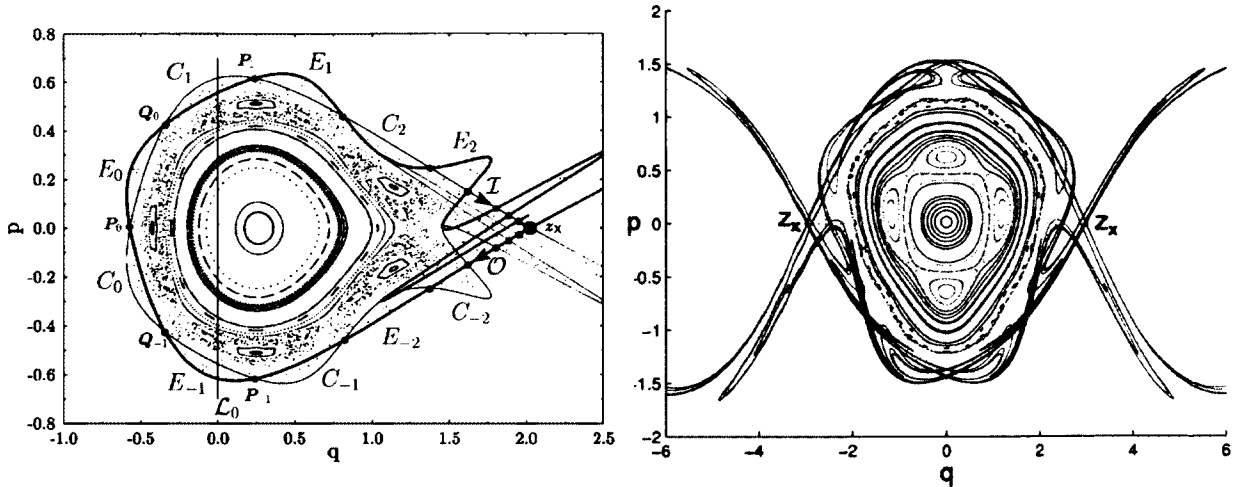 0.8
0.6
0.4
0.2
0.0
-0.2
-0.4
-0.6
-0.8
p
-1.0 -0.5 0.0 0.5 1.0 1.5 2.0 2.5
q
C₁ P E₁
Q₀ C₂ E₂
E₀ I
P₀ z_X
O
C₀ C₋₂
Q₋₁ E₋₂
E₋₁ P₋₁ C₋₁
L₀
2
1.5
1
0.5
p 0
-0.5
-1
-1.5
-2
Z_X Z_X
-6 -4 -2 0 2 4 6
q